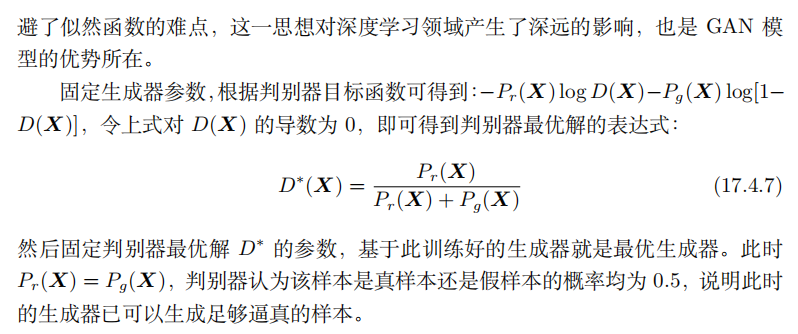 避了似然函数的难点，这一思想对深度学习领域产生了深远的影响，也是 GAN 模
型的优势所在。
固定生成器参数，根据判别器目标函数可得到：−P_r(X) log D(X)−P_g(X) log[1−
D(X)]，令上式对 D(X) 的导数为 0，即可得到判别器最优解的表达式：
D*(X) = P_r(X) / (P_r(X) + P_g(X)) (17.4.7)
然后固定判别器最优解 D* 的参数，基于此训练好的生成器就是最优生成器。此时
P_r(X) = P_g(X)，判别器认为该样本是真样本还是假样本的概率均为 0.5，说明此时
的生成器已可以生成足够逼真的样本。